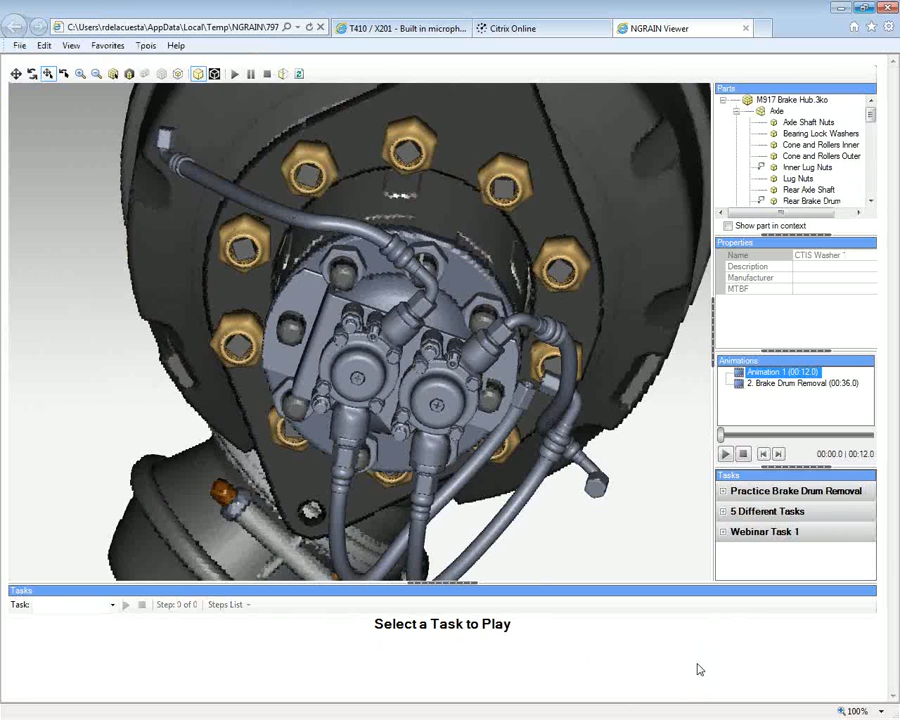 C:\Users\rdelacuesta\AppData\Local\Temp\NGRAIN\797
T410 / X201 - Built in microph...
Citrix Online
NGRAIN Viewer
File Edit View Favorites Tools Help
Parts
M917 Brake Hub.3ko
Axle
Axle Shaft Nuts
Bearing Lock Washers
Cone and Rollers Inner
Cone and Rollers Outer
Inner Lug Nuts
Lug Nuts
Rear Axle Shaft
Rear Brake Drum
Show part in context
Properties
Name CTIS Washer
Description
Manufacturer
MTBF
Animations
Animation 1 (00:12.0)
2. Brake Drum Removal (00:36.0)
00:00.0 | 00:12.0
Tasks
Practice Brake Drum Removal
5 Different Tasks
Webinar Task 1
Tasks
Task: Step: 0 of 0 Steps List
Select a Task to Play
100%